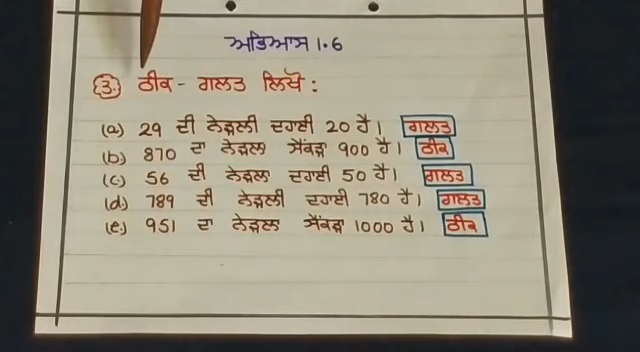 ਅਭਿਆਸ 1.6
3. ਠੀਕ - ਗਲਤ ਲਿਖੋ :
(a) 29 ਦੀ ਨੇੜਲੀ ਦਹਾਈ 20 ਹੈ। ਗਲਤ
(b) 870 ਦਾ ਨੇੜਲਾ ਸੈਂਕੜਾ 900 ਹੈ। ਠੀਕ
(c) 56 ਦੀ ਨੇੜਲਾ ਦਹਾਈ 50 ਹੈ। ਗਲਤ
(d) 789 ਦੀ ਨੇੜਲੀ ਦਹਾਈ 780 ਹੈ। ਗਲਤ
(e) 951 ਦਾ ਨੇੜਲਾ ਸੈਂਕੜਾ 1000 ਹੈ। ਠੀਕ